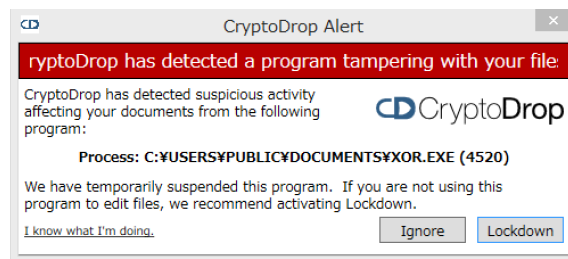 CD
CryptoDrop Alert
ryptoDrop has detected a program tampering with your file
CryptoDrop has detected suspicious activity
affecting your documents from the following
program:
CD CryptoDrop
Process: C:¥USERS¥PUBLIC¥DOCUMENTS¥XOR.EXE (4520)
We have temporarily suspended this program. If you are not using this
program to edit files, we recommend activating Lockdown.
I know what I'm doing.
Ignore
Lockdown